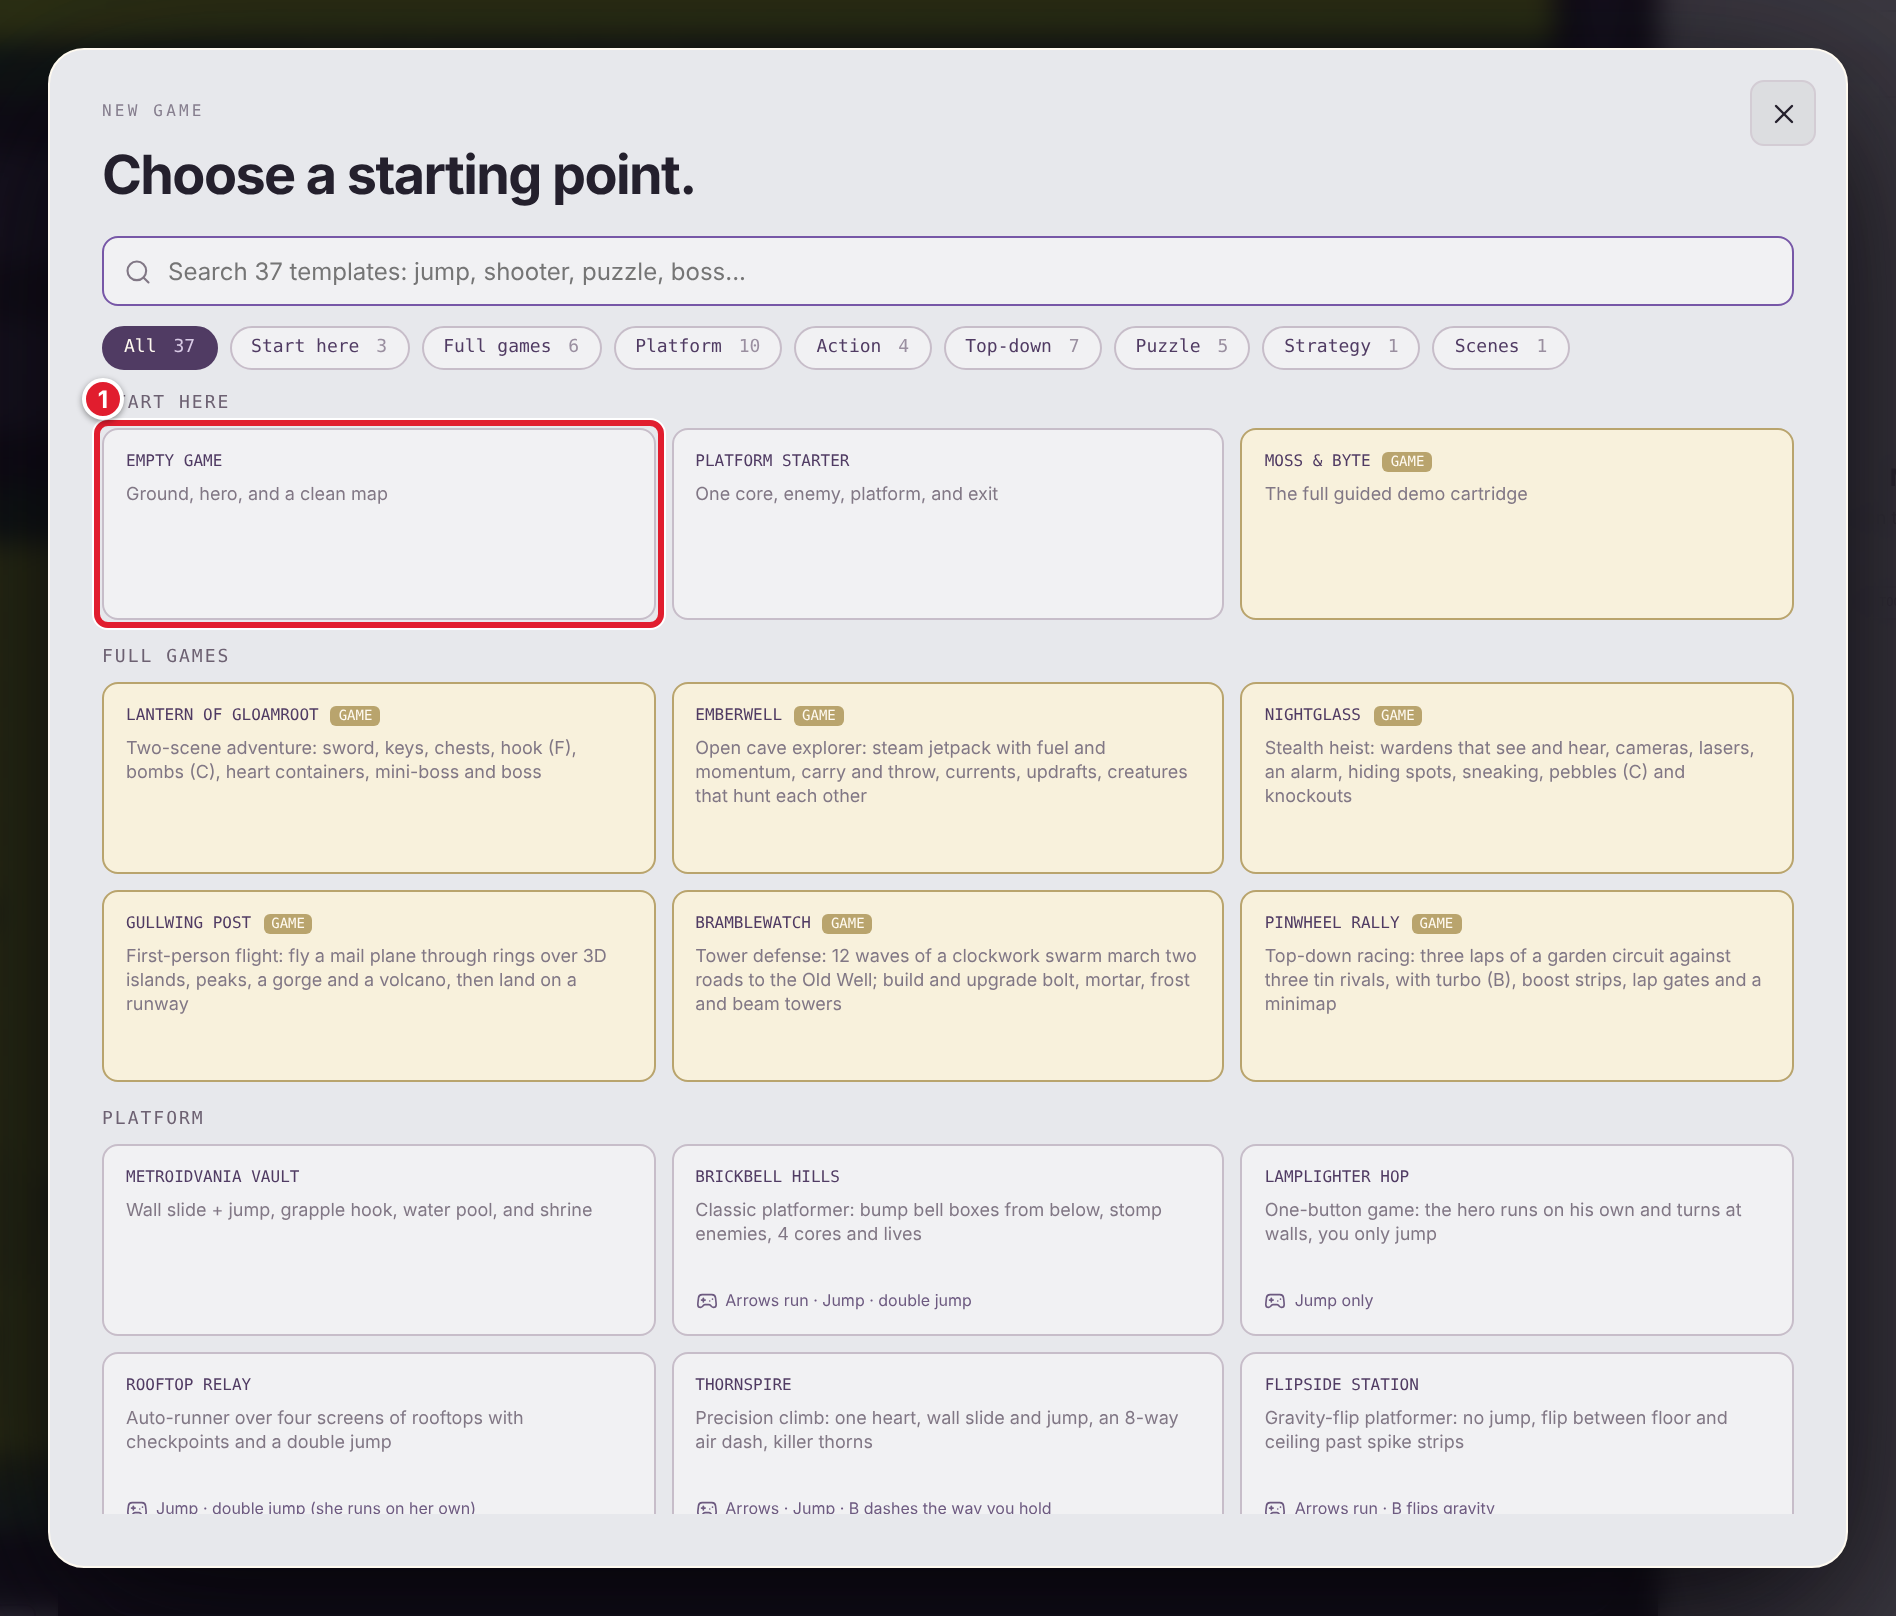 NEW GAME
Choose a starting point.
Search 37 templates: jump, shooter, puzzle, boss...
All 37 Start here 3 Full games 6 Platform 10 Action 4 Top-down 7 Puzzle 5 Strategy 1 Scenes 1
1
ART HERE
EMPTY GAME
Ground, hero, and a clean map
PLATFORM STARTER
One core, enemy, platform, and exit
MOSS & BYTE GAME
The full guided demo cartridge
FULL GAMES
LANTERN OF GLOAMROOT GAME
Two-scene adventure: sword, keys, chests, hook (F),
bombs (C), heart containers, mini-boss and boss
EMBERWELL GAME
Open cave explorer: steam jetpack with fuel and
momentum, carry and throw, currents, updrafts, creatures
that hunt each other
NIGHTGLASS GAME
Stealth heist: wardens that see and hear, cameras, lasers,
an alarm, hiding spots, sneaking, pebbles (C) and
knockouts
GULLWING POST GAME
First-person flight: fly a mail plane through rings over 3D
islands, peaks, a gorge and a volcano, then land on a
runway
BRAMBLEWATCH GAME
Tower defense: 12 waves of a clockwork swarm march two
roads to the Old Well; build and upgrade bolt, mortar, frost
and beam towers
PINWHEEL RALLY GAME
Top-down racing: three laps of a garden circuit against
three tin rivals, with turbo (B), boost strips, lap gates and a
minimap
PLATFORM
METROIDVANIA VAULT
Wall slide + jump, grapple hook, water pool, and shrine
BRICKBELL HILLS
Classic platformer: bump bell boxes from below, stomp
enemies, 4 cores and lives
Arrows run · Jump · double jump
LAMPLIGHTER HOP
One-button game: the hero runs on his own and turns at
walls, you only jump
Jump only
ROOFTOP RELAY
Auto-runner over four screens of rooftops with
checkpoints and a double jump
Jump · double jump (she runs on her own)
THORNSPIRE
Precision climb: one heart, wall slide and jump, an 8-way
air dash, killer thorns
Arrows · Jump · B dashes the way you hold
FLIPSIDE STATION
Gravity-flip platformer: no jump, flip between floor and
ceiling past spike strips
Arrows run · B flips gravity